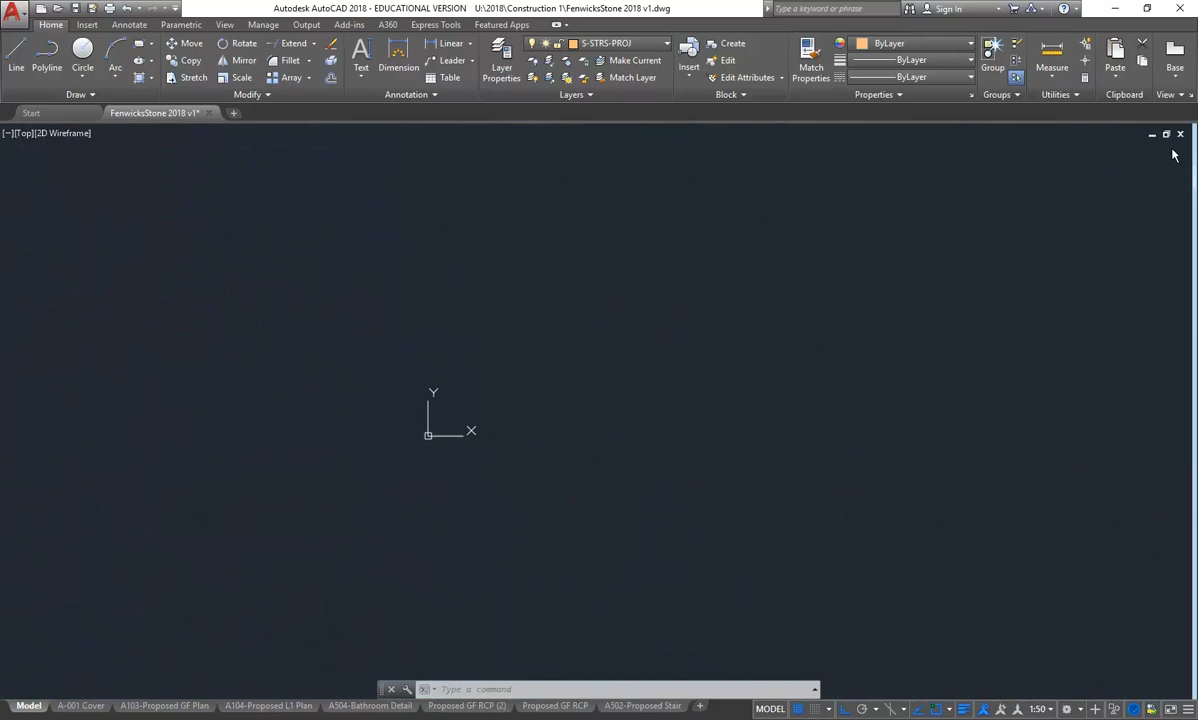 Autodesk AutoCAD 2018 - EDUCATIONAL VERSION U:\2018\Construction 1\FenwicksStone 2018 v1.dwg
Type a keyword or phrase
Sign In
Home Insert Annotate Parametric View Manage Output Add-ins A360 Express Tools Featured Apps
Line
Polyline
Circle
Arc
Draw
Move
Rotate
Extend
Copy
Mirror
Fillet
Stretch
Scale
Array
Modify
Text
Dimension
Linear
Leader
Table
Annotation
Layer
Properties
S-STRS-PROJ
Make Current
Match Layer
Layers
Insert
Create
Edit
Edit Attributes
Block
Match
Properties
ByLayer
ByLayer
ByLayer
Properties
Group
Groups
Measure
Utilities
Paste
Clipboard
Base
View
Start
FenwicksStone 2018 v1*
[−][Top][2D Wireframe]
Y
X
Type a command
Model A-001 Cover A103-Proposed GF Plan A104-Proposed L1 Plan A504-Bathroom Detail Proposed GF RCP (2) Proposed GF RCP A502-Proposed Stair
MODEL
1:50